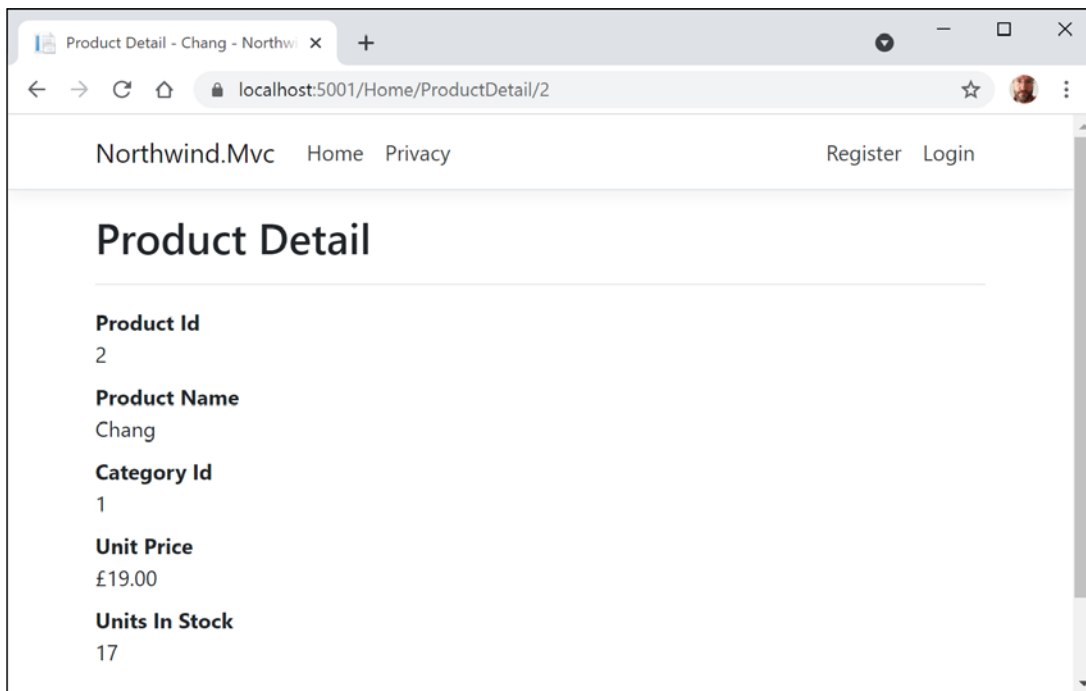 Product Detail - Chang - Northwi
localhost:5001/Home/ProductDetail/2
Northwind.Mvc Home Privacy Register Login
Product Detail
Product Id
2
Product Name
Chang
Category Id
1
Unit Price
£19.00
Units In Stock
17